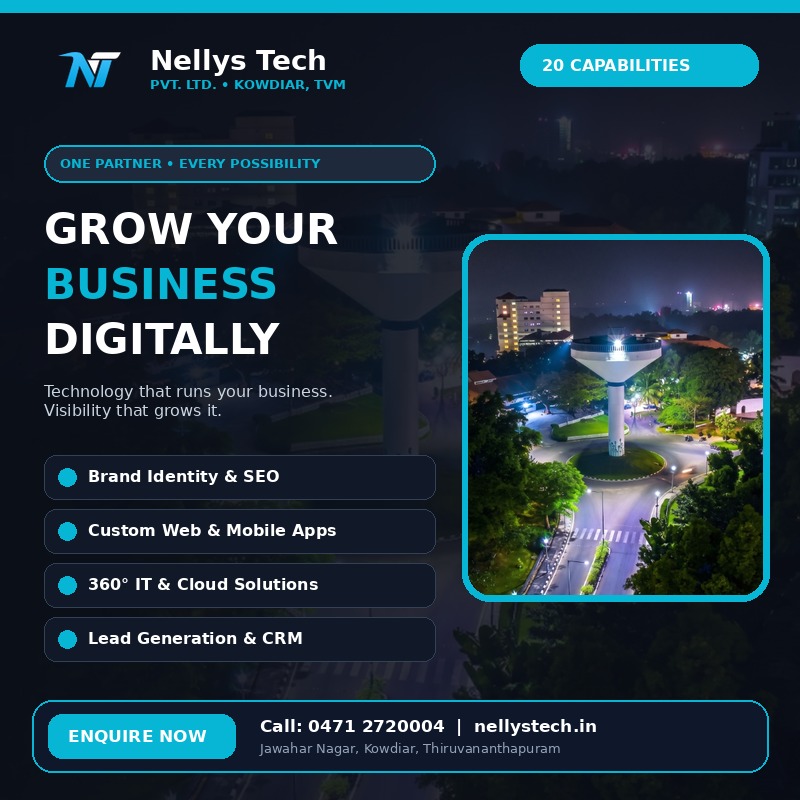 NT
Nellys Tech
PVT. LTD. • KOWDIAR, TVM
20 CAPABILITIES
ONE PARTNER • EVERY POSSIBILITY
GROW YOUR
BUSINESS
DIGITALLY
Technology that runs your business.
Visibility that grows it.
Brand Identity & SEO
Custom Web & Mobile Apps
360° IT & Cloud Solutions
Lead Generation & CRM
ENQUIRE NOW
Call: 0471 2720004 | nellystech.in
Jawahar Nagar, Kowdiar, Thiruvananthapuram